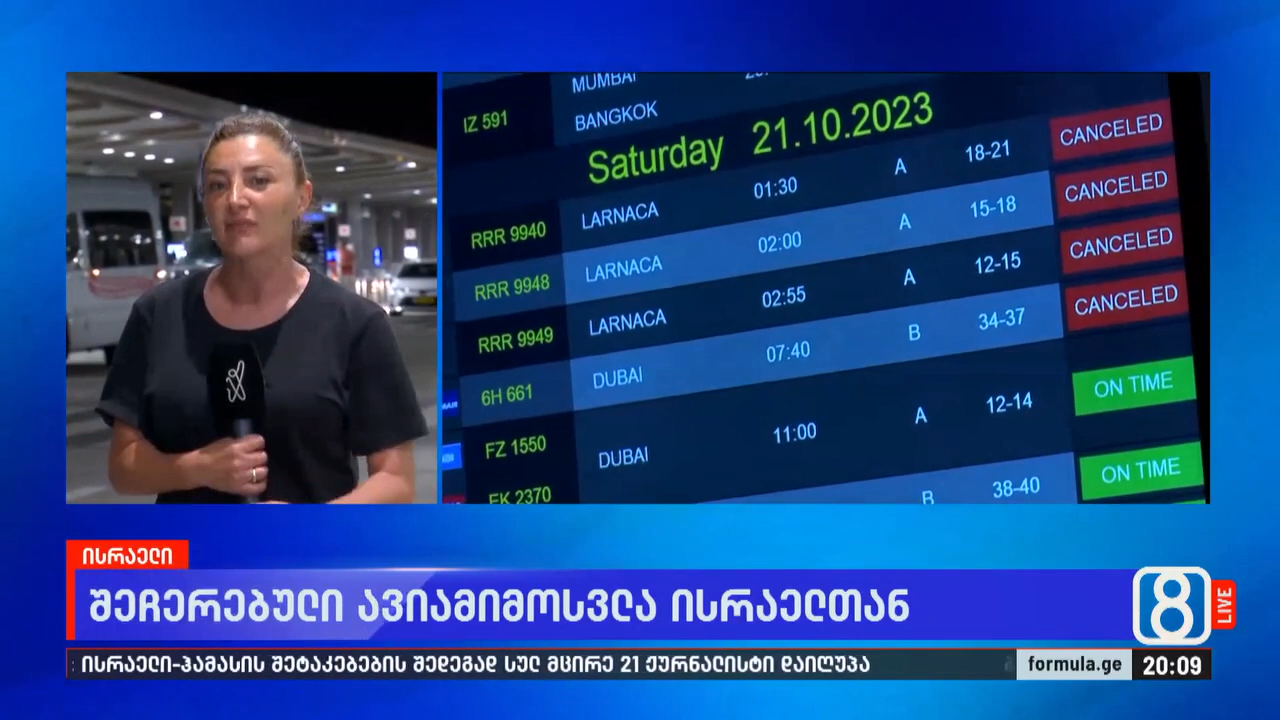 IZ 591
MUMBAI
BANGKOK
Saturday 21.10.2023
RRR 9940 LARNACA 01:30 A 18-21 CANCELED
RRR 9948 LARNACA 02:00 A 15-18 CANCELED
RRR 9949 LARNACA 02:55 A 12-15 CANCELED
6H 661 DUBAI 07:40 B 34-37 CANCELED
FZ 1550 DUBAI 11:00 A 12-14 ON TIME
EK 2370 B 38-40 ON TIME
ისრაელი
შეჩერებული ავიამიმოსვლა ისრაელთან
8
LIVE
ისრაელი-ჰამასის შეტაკებების შედეგად სულ მცირე 21 ჟურნალისტი დაიღუპა
formula.ge 20:09